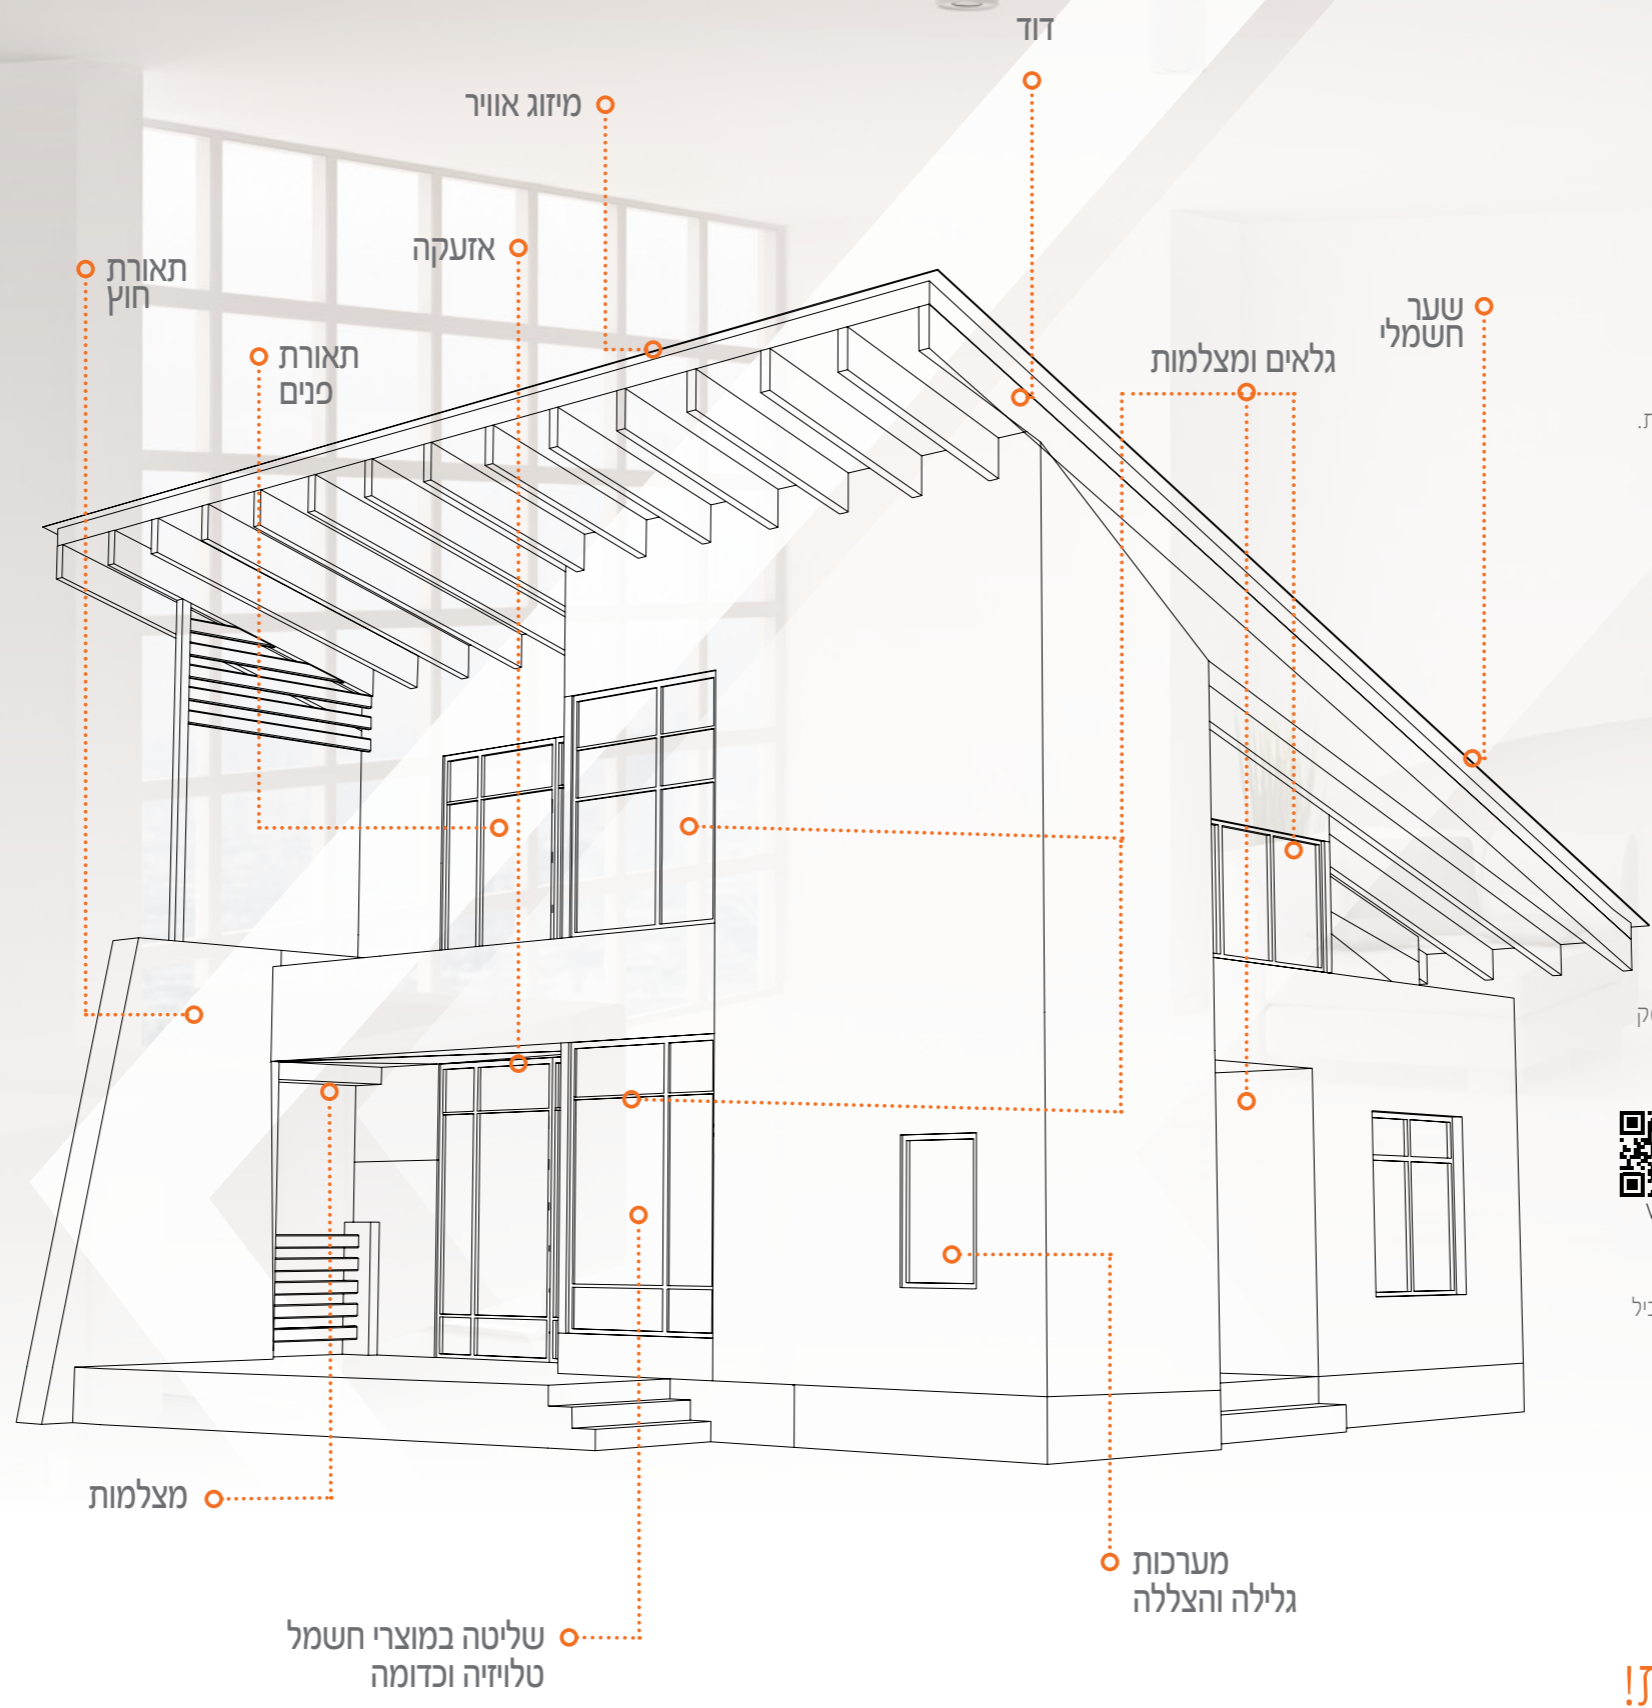 דוד
מיזוג אוויר
אזעקה
תאורת
חוץ
תאורת
פנים
גלאים ומצלמות
שער
חשמלי
מצלמות
מערכות
גלילה והצללה
שליטה במוצרי חשמל
טלויזיה וכדומה